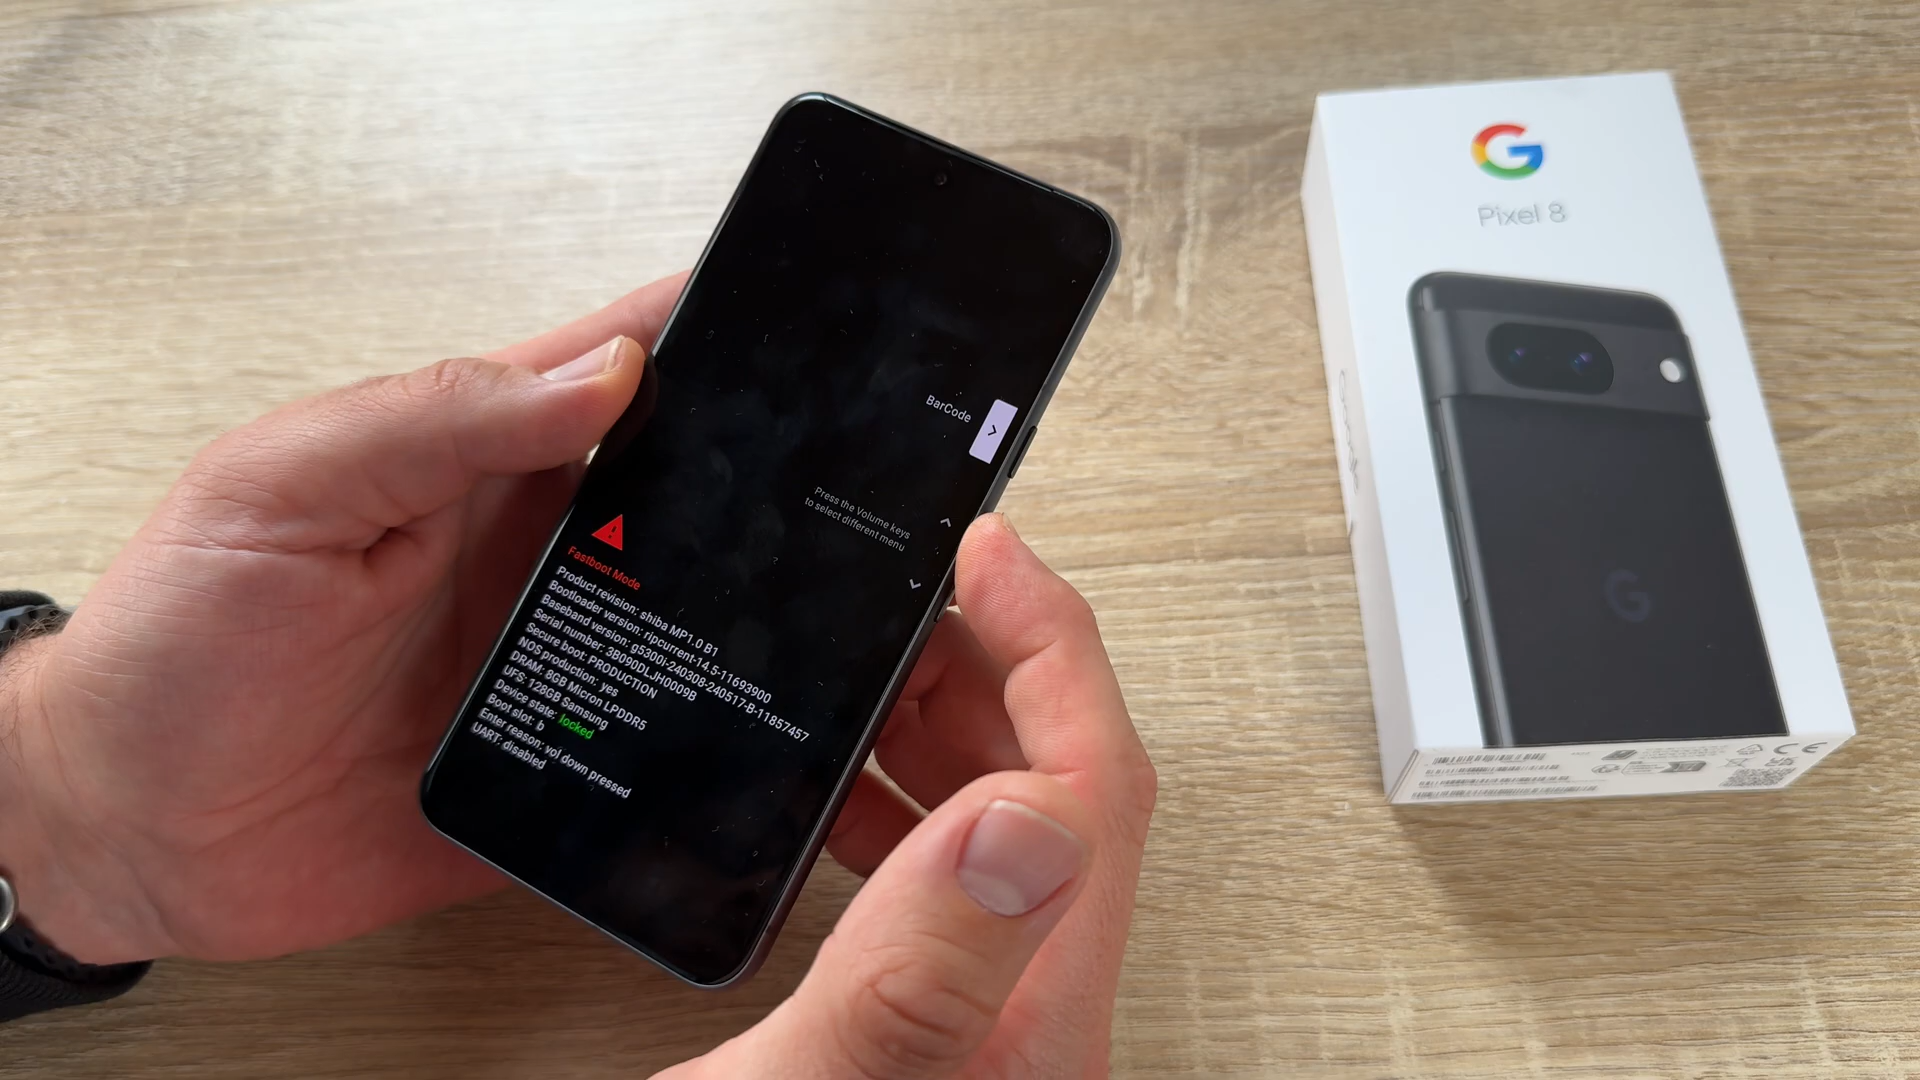 BarCode
>
Press the Volume keys
to select different menu
Fastboot Mode
Product revision: shiba MP1.0 B1
Bootloader version: ripcurrent-14.5-11693900
Baseband version: g5300i-240308-240517-B-11857457
Serial number: 3B090DLJH0009B
Secure boot: PRODUCTION
NOS production: yes
DRAM: 8GB Micron LPDDR5
UFS: 128GB Samsung
Device state: locked
Boot slot: b
Enter reason: vol down pressed
UART: disabled
G
Pixel 8
G
CE